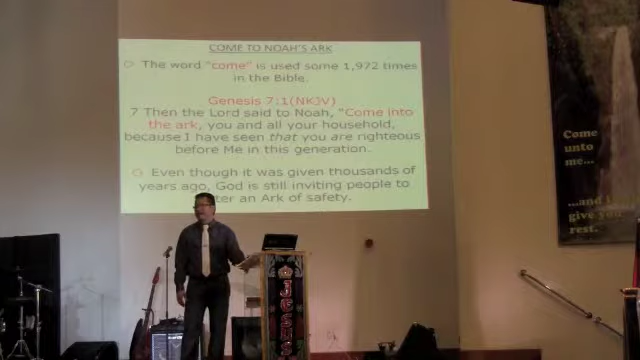 COME TO NOAH'S ARK
The word "come" is used some 1,972 times
in the Bible.
Genesis 7:1(NKJV)
7 Then the Lord said to Noah, "Come into
the ark, you and all your household,
because I have seen that you are righteous
before Me in this generation.
Even though it was given thousands of
years ago, God is still inviting people to
an Ark of safety.
Come
unto
me...
...and I
give you
rest.
JESUS